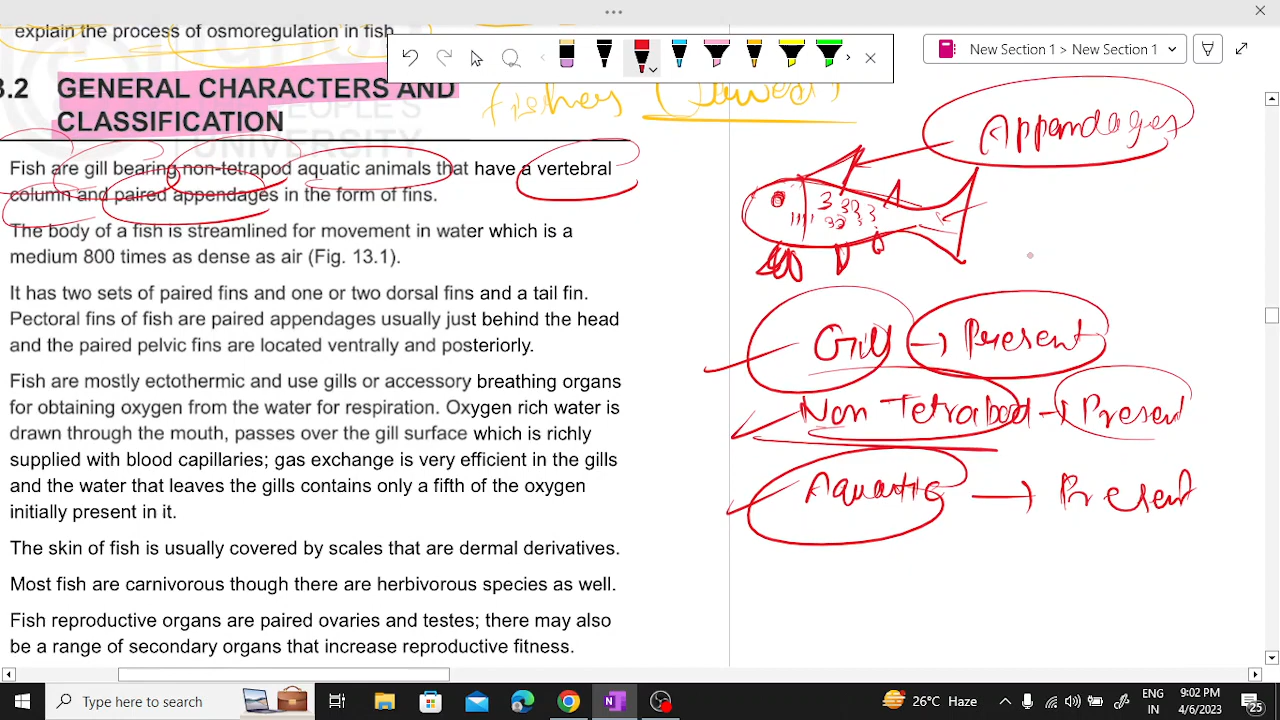 explain the process of osmoregulation in fish
New Section 1 > New Section 1
3.2 GENERAL CHARACTERS AND
CLASSIFICATION
PEOPLE'S
UNIVERSITY
fishes (Jawed)
Appendages
Fish are gill bearing non-tetrapod aquatic animals that have a vertebral
column and paired appendages in the form of fins.
The body of a fish is streamlined for movement in water which is a
medium 800 times as dense as air (Fig. 13.1).
It has two sets of paired fins and one or two dorsal fins and a tail fin.
Pectoral fins of fish are paired appendages usually just behind the head
and the paired pelvic fins are located ventrally and posteriorly.
Fish are mostly ectothermic and use gills or accessory breathing organs
for obtaining oxygen from the water for respiration. Oxygen rich water is
drawn through the mouth, passes over the gill surface which is richly
supplied with blood capillaries; gas exchange is very efficient in the gills
and the water that leaves the gills contains only a fifth of the oxygen
initially present in it.
The skin of fish is usually covered by scales that are dermal derivatives.
Most fish are carnivorous though there are herbivorous species as well.
Fish reproductive organs are paired ovaries and testes; there may also
be a range of secondary organs that increase reproductive fitness.
Gill → Present
Non Tetrabod → Present
Aquatic → Present
Type here to search
26°C Haze
ENG
IN
9:02 PM
4/6/2023
25